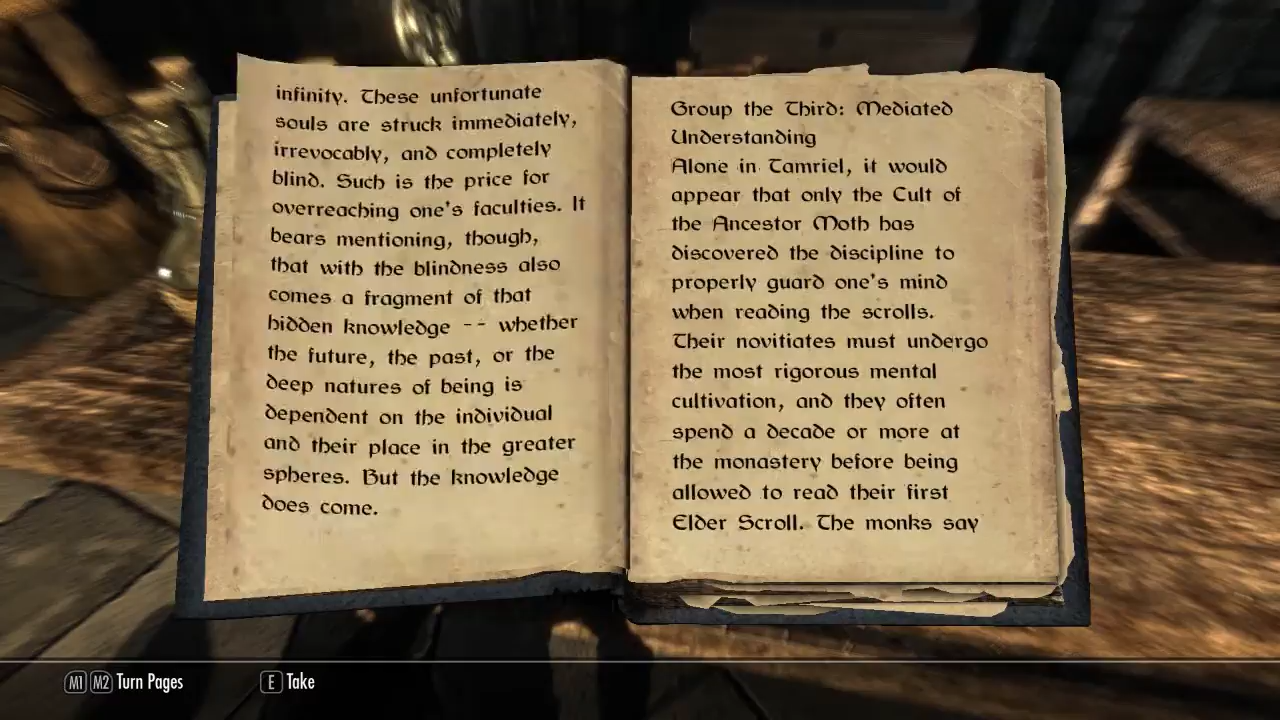 infinity. These unfortunate
souls are struck immediately,
irrevocably, and completely
blind. Such is the price for
overreaching one's faculties. It
bears mentioning, though,
that with the blindness also
comes a fragment of that
hidden knowledge -- whether
the future, the past, or the
deep natures of being is
dependent on the individual
and their place in the greater
spheres. But the knowledge
does come.
Group the Third: Mediated
Understanding
Alone in Tamriel, it would
appear that only the Cult of
the Ancestor Moth has
discovered the discipline to
properly guard one's mind
when reading the scrolls.
Their novitiates must undergo
the most rigorous mental
cultivation, and they often
spend a decade or more at
the monastery before being
allowed to read their first
Elder Scroll. The monks say
M1 M2 Turn Pages
E Take